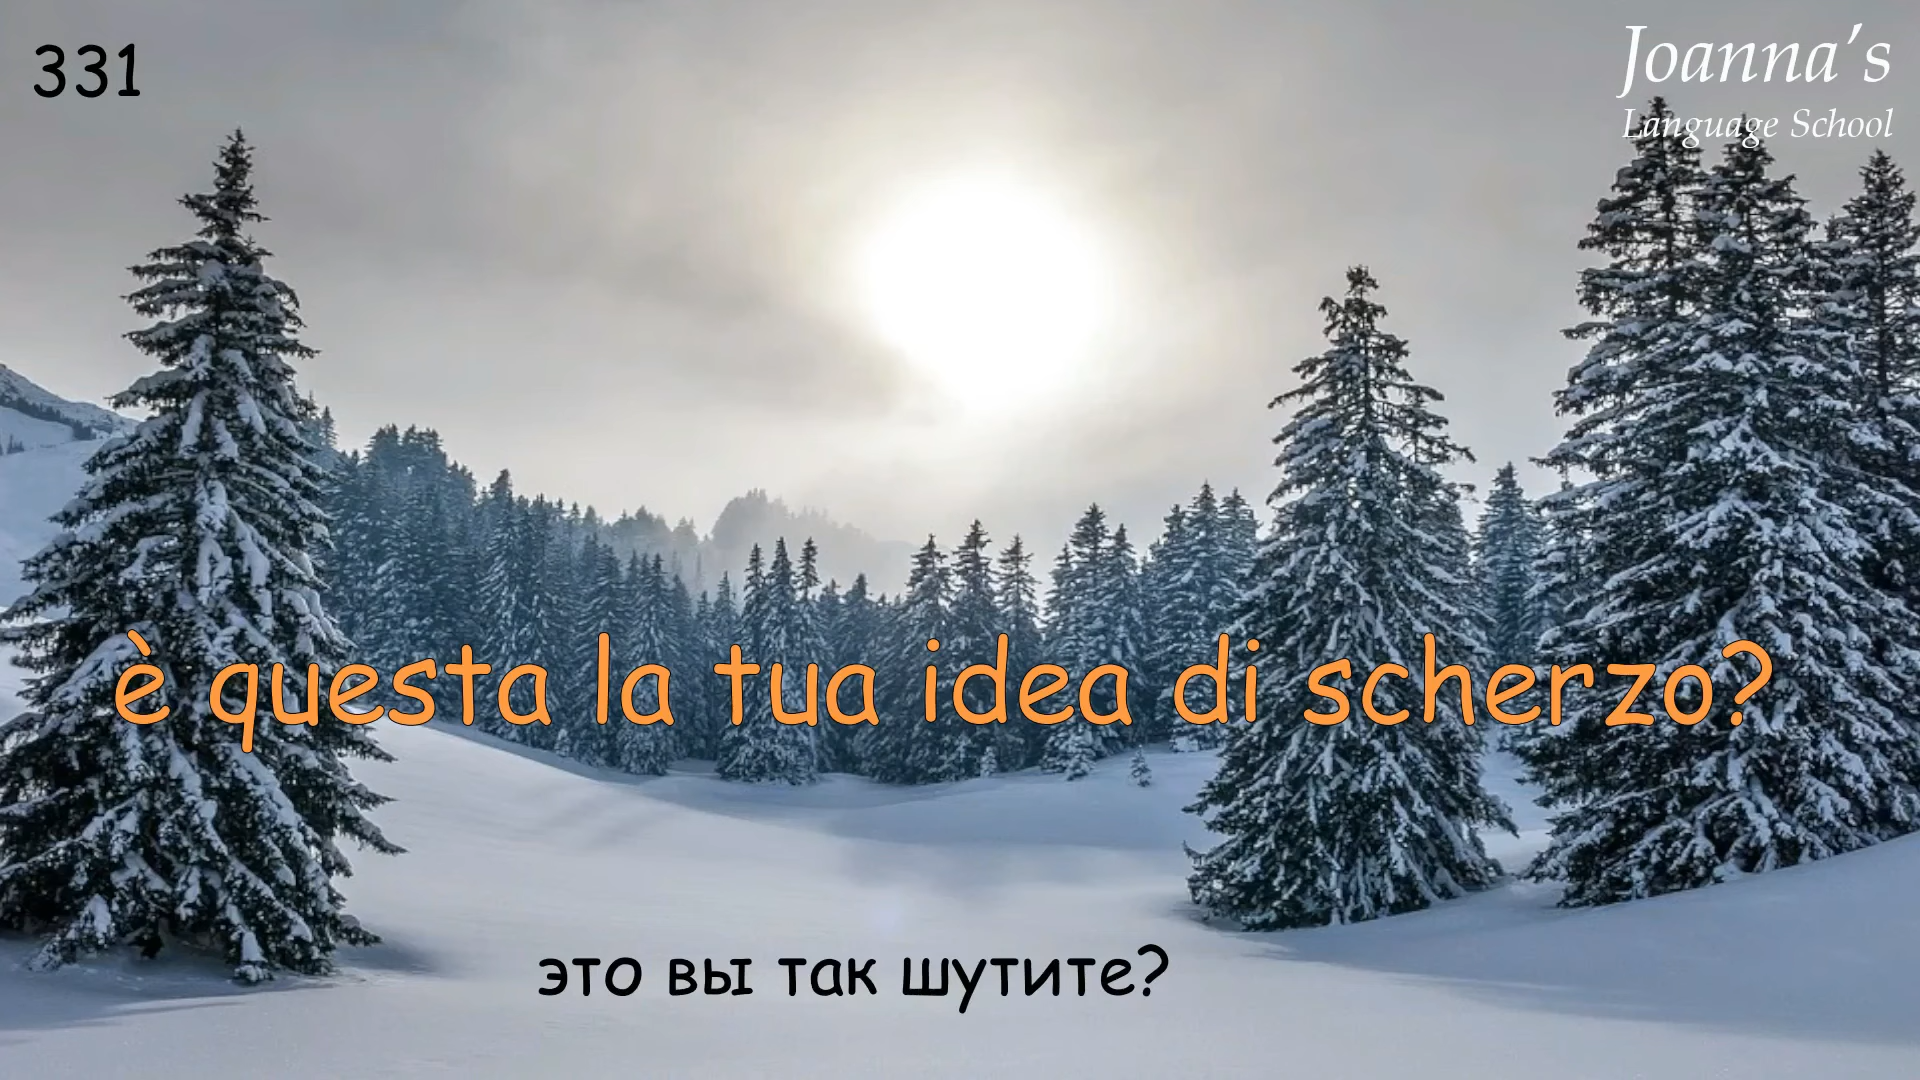 331
Joanna's
Language School
è questa la tua idea di scherzo?
это вы так шутите?